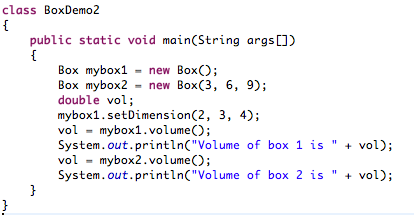 class BoxDemo2
{
    public static void main(String args[])
    {
        Box mybox1 = new Box();
        Box mybox2 = new Box(3, 6, 9);
        double vol;
        mybox1.setDimension(2, 3, 4);
        vol = mybox1.volume();
        System.out.println("Volume of box 1 is " + vol);
        vol = mybox2.volume();
        System.out.println("Volume of box 2 is " + vol);
    }
}